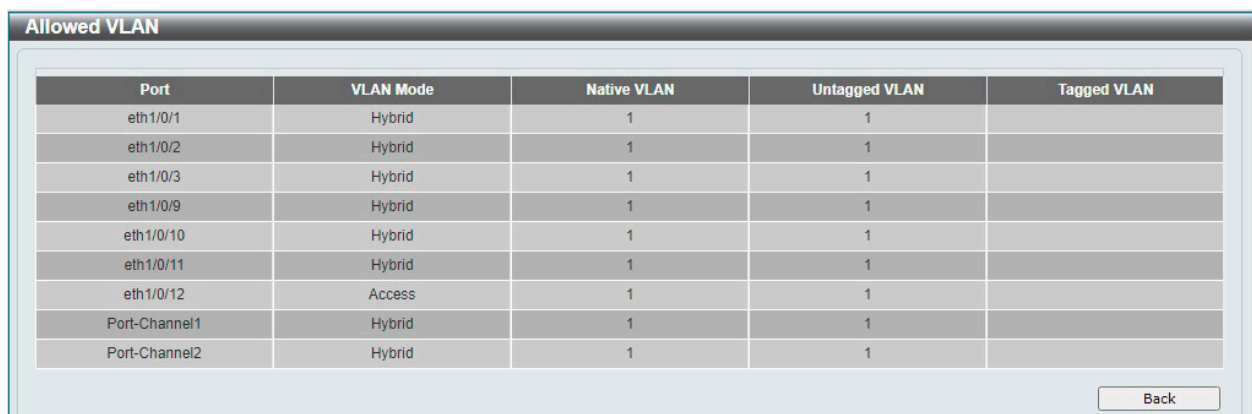 Allowed VLAN
Port VLAN Mode Native VLAN Untagged VLAN Tagged VLAN
eth1/0/1 Hybrid 1 1
eth1/0/2 Hybrid 1 1
eth1/0/3 Hybrid 1 1
eth1/0/9 Hybrid 1 1
eth1/0/10 Hybrid 1 1
eth1/0/11 Hybrid 1 1
eth1/0/12 Access 1 1
Port-Channel1 Hybrid 1 1
Port-Channel2 Hybrid 1 1
Back